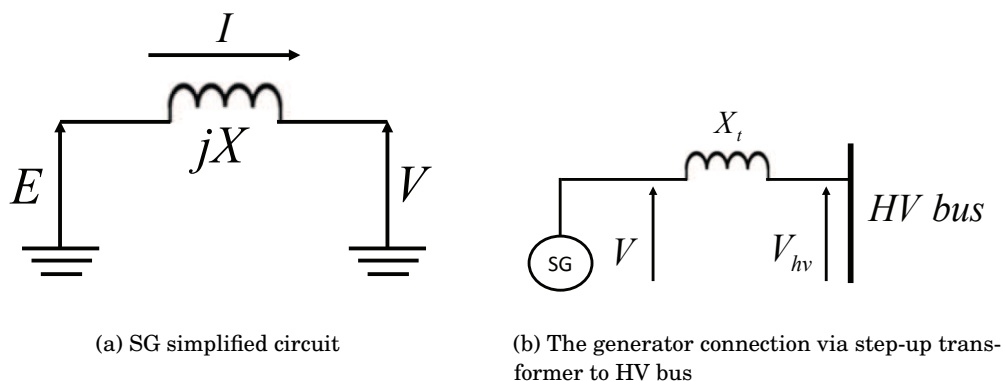 I
jX
E
V
(a) SG simplified circuit
X_t
SG
V
V_hv
HV bus
(b) The generator connection via step-up trans-
former to HV bus